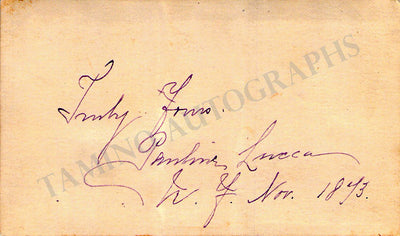 Truly Yours
Pauline Lucca
N. Y. Nov. 1873.
TAMINO AUTOGRAPHS